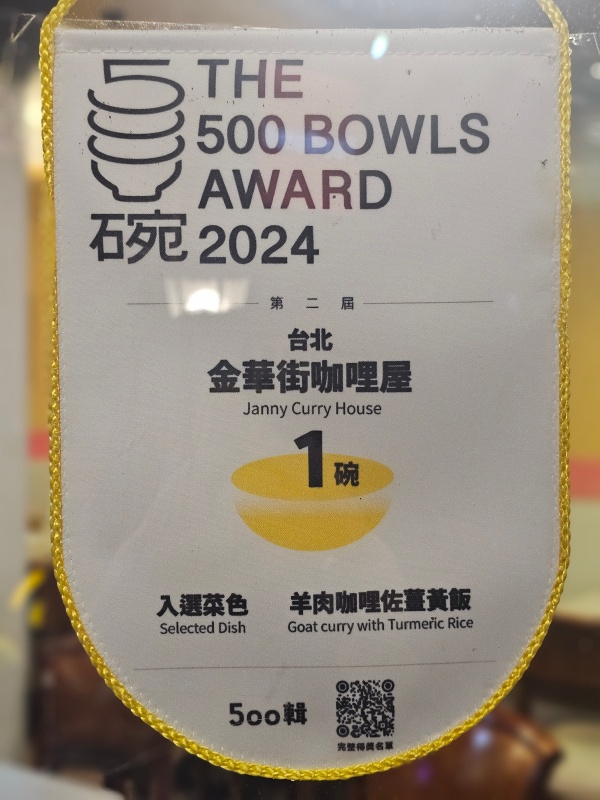 THE
500 BOWLS
AWARD
碗 2024
第二屆
台北
金華街咖哩屋
Janny Curry House
1碗
入選菜色 羊肉咖哩佐薑黃飯
Selected Dish Goat curry with Turmeric Rice
500輯
完整得獎名單